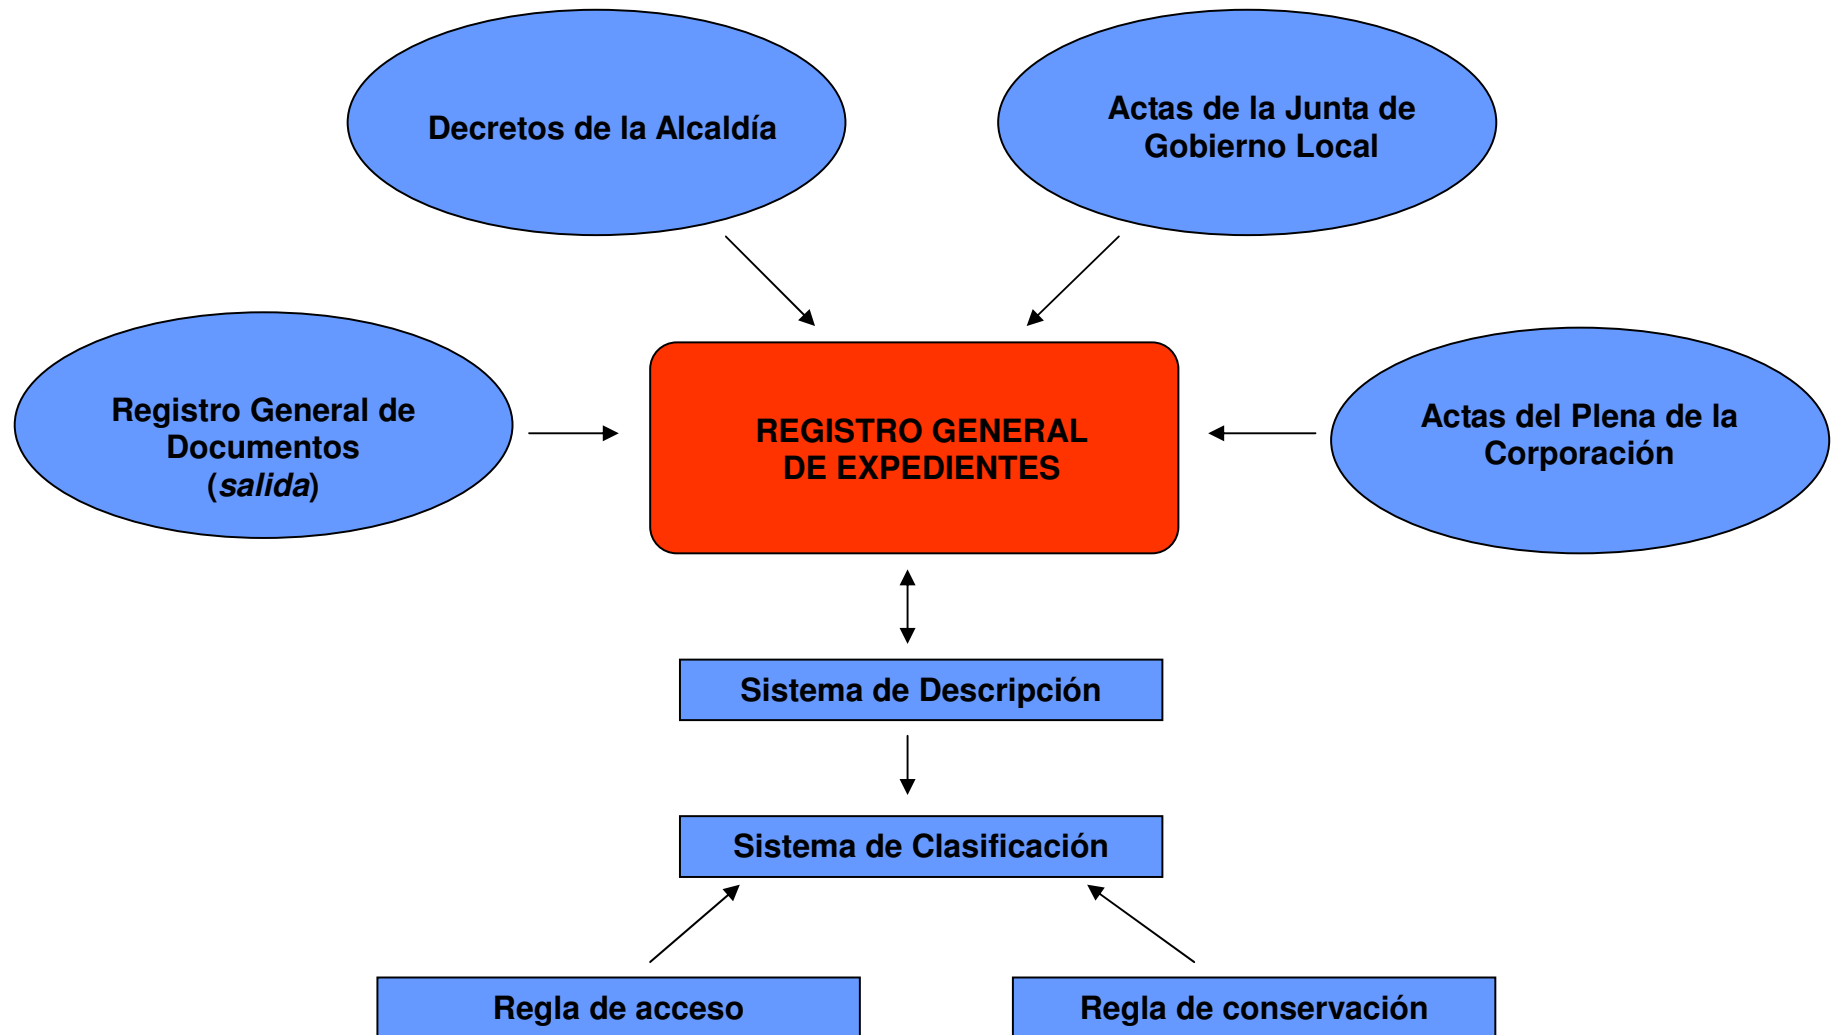 Decretos de la Alcaldía
Actas de la Junta de
Gobierno Local
Registro General de
Documentos
(salida)
REGISTRO GENERAL
DE EXPEDIENTES
Actas del Plena de la
Corporación
Sistema de Descripción
Sistema de Clasificación
Regla de acceso
Regla de conservación